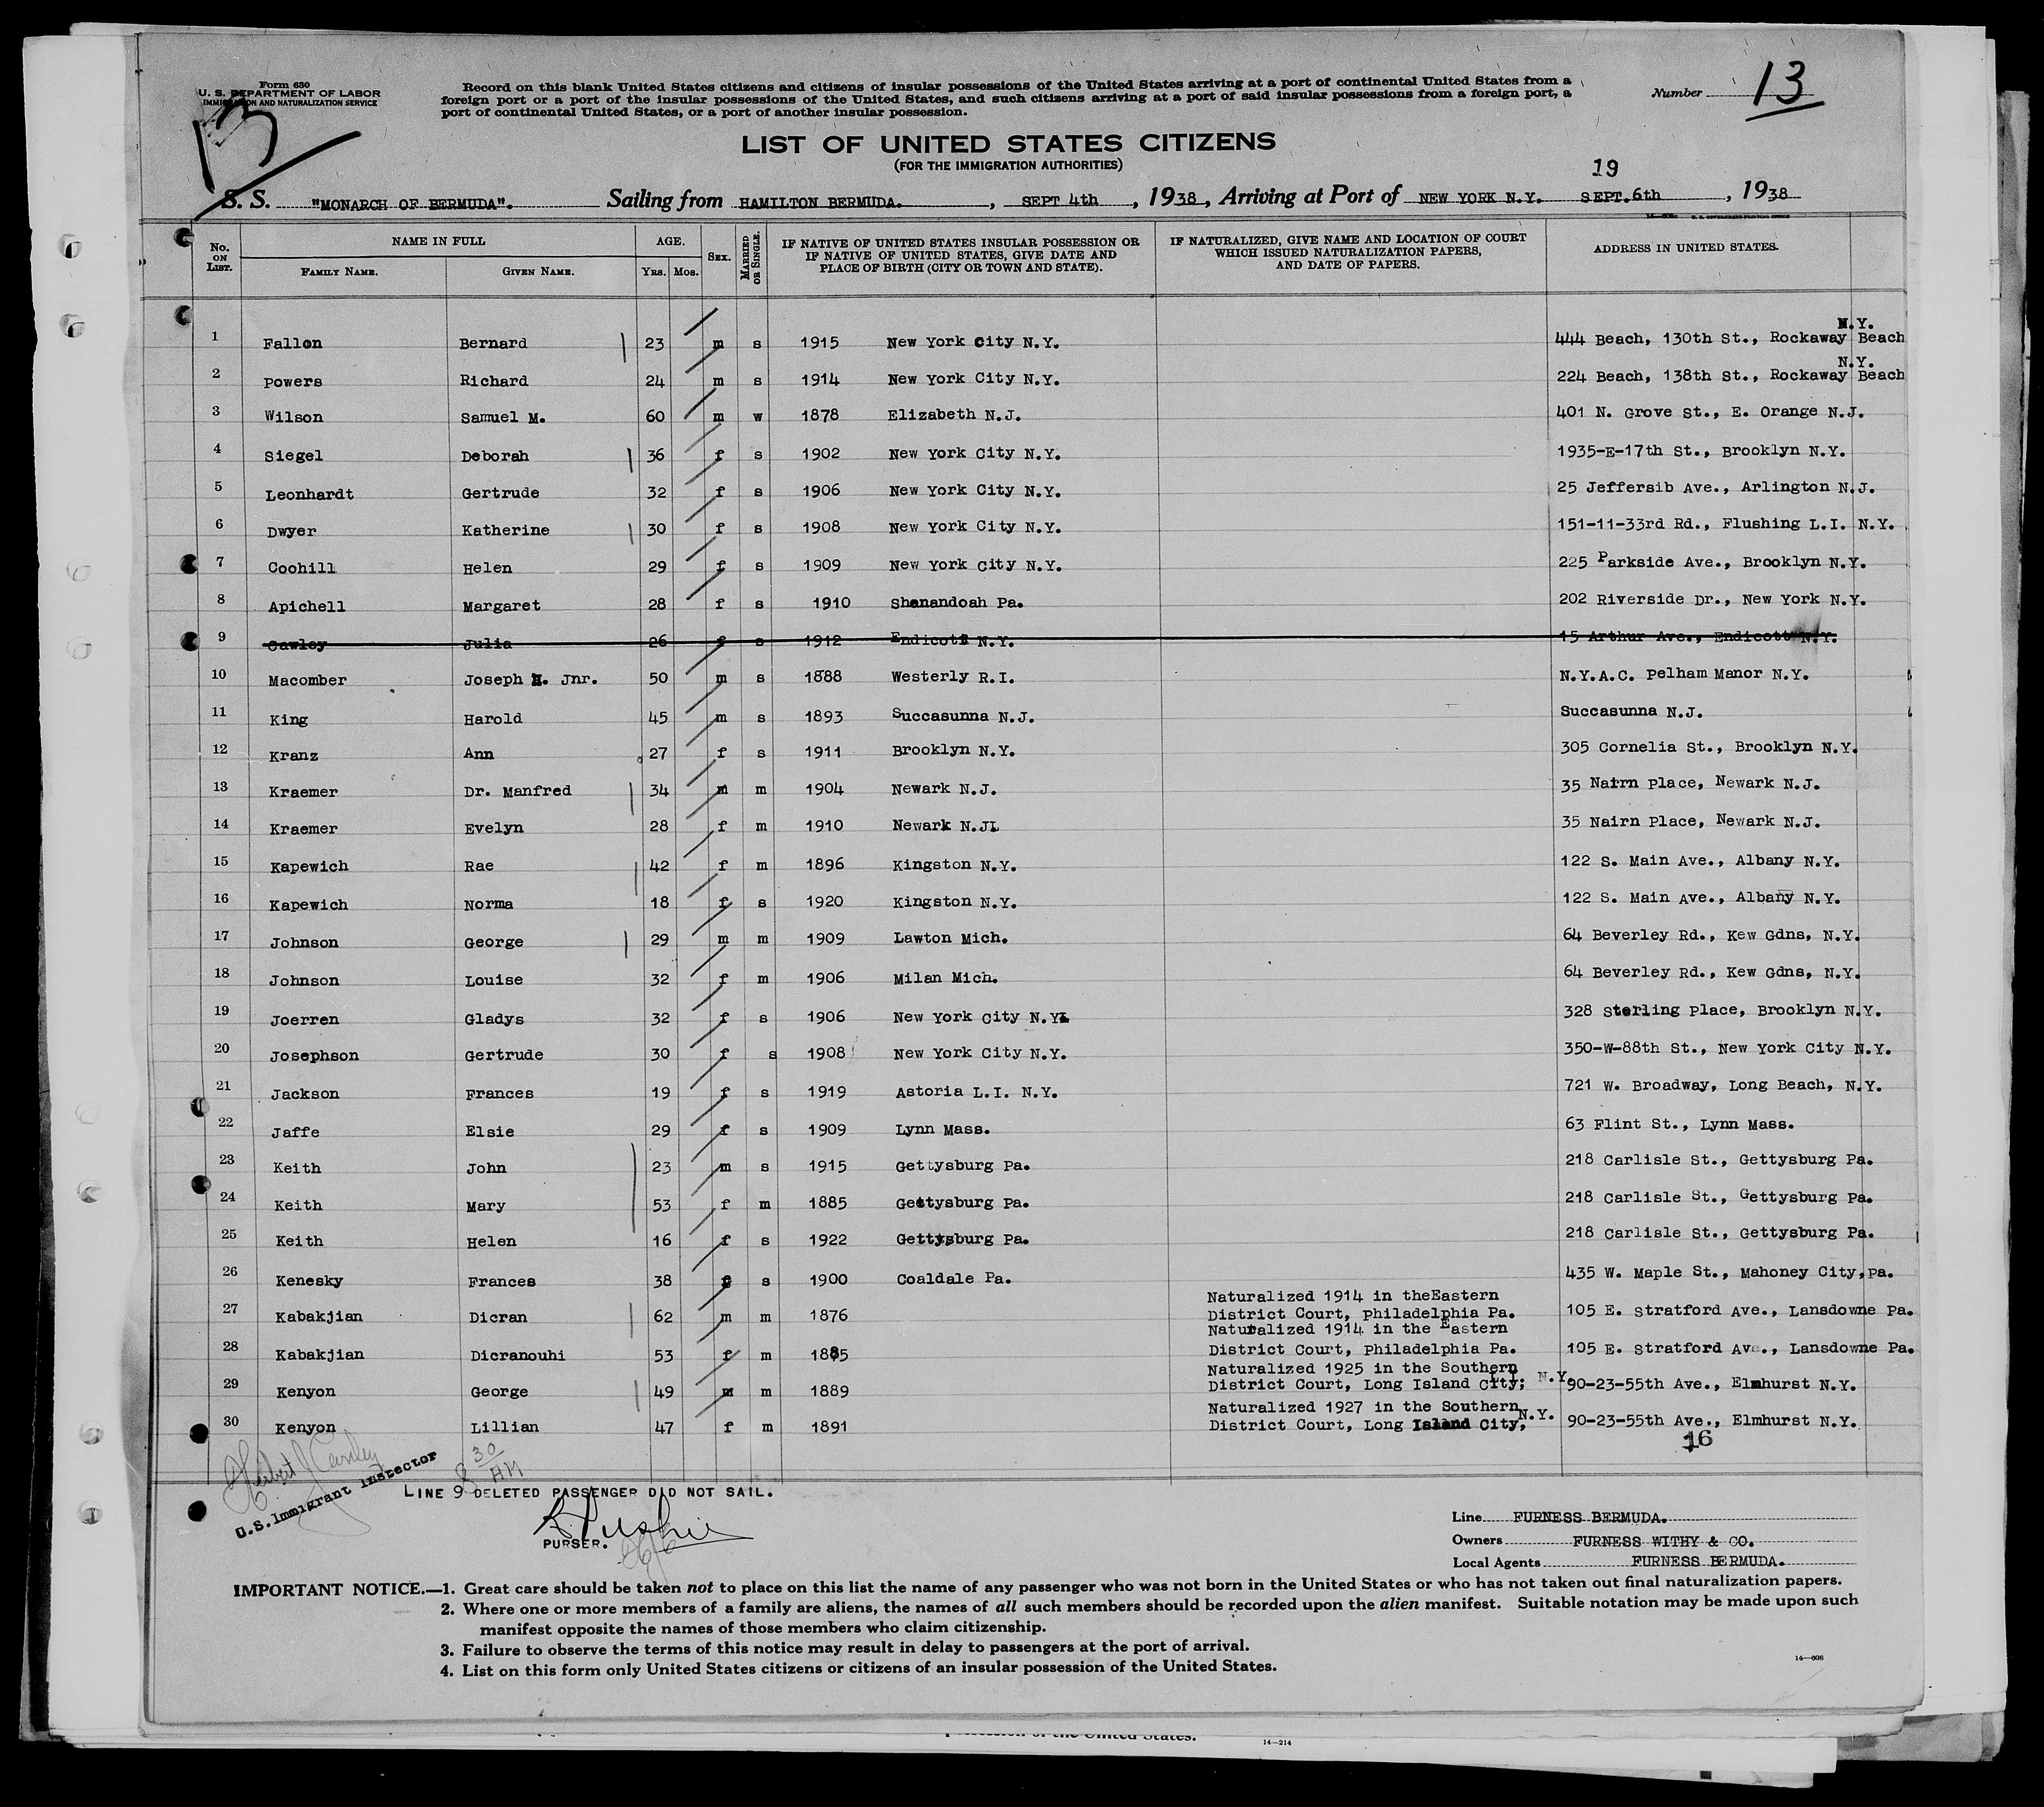 Form 630
U. S. DEPARTMENT OF LABOR
IMMIGRATION AND NATURALIZATION SERVICE
13
Record on this blank United States citizens and citizens of insular possessions of the United States arriving at a port of continental United States from a
foreign port or a port of the insular possessions of the United States, and such citizens arriving at a port of said insular possessions from a foreign port, a
port of continental United States, or a port of another insular possession.
Number 13
LIST OF UNITED STATES CITIZENS
(FOR THE IMMIGRATION AUTHORITIES)
19
S. S. "MONARCH OF BERMUDA". Sailing from HAMILTON BERMUDA. , SEPT 4th , 1938, Arriving at Port of NEW YORK N.Y. SEPT.6th , 1938
No. ON LIST. NAME IN FULL AGE. SEX. MARRIED OR SINGLE. IF NATIVE OF UNITED STATES INSULAR POSSESSION OR IF NATIVE OF UNITED STATES, GIVE DATE AND PLACE OF BIRTH (CITY OR TOWN AND STATE). IF NATURALIZED, GIVE NAME AND LOCATION OF COURT WHICH ISSUED NATURALIZATION PAPERS, AND DATE OF PAPERS. ADDRESS IN UNITED STATES.
FAMILY NAME. GIVEN NAME. YRS. MOS.
N.Y.
1 Fallon Bernard 23 m s 1915 New York City N.Y. 444 Beach, 130th St., Rockaway Beach
N.Y.
2 Powers Richard 24 m s 1914 New York City N.Y. 224 Beach, 138th St., Rockaway Beach
3 Wilson Samuel M. 60 m w 1878 Elizabeth N.J. 401 N. Grove St., E. Orange N.J.
4 Siegel Deborah 36 f s 1902 New York City N.Y. 1935-E-17th St., Brooklyn N.Y.
5 Leonhardt Gertrude 32 f s 1906 New York City N.Y. 25 Jeffersib Ave., Arlington N.J.
6 Dwyer Katherine 30 f s 1908 New York City N.Y. 151-11-33rd Rd., Flushing L.I. N.Y.
7 Coohill Helen 29 f s 1909 New York City N.Y. 225 Parkside Ave., Brooklyn N.Y.
8 Apichell Margaret 28 f s 1910 Shenandoah Pa. 202 Riverside Dr., New York N.Y.
9 Cawley Julia 26 f s 1912 Endicott N.Y. 15 Arthur Ave., Endicott N.Y.
10 Macomber Joseph H. Jnr. 50 m s 1888 Westerly R.I. N.Y.A.C. Pelham Manor N.Y.
11 King Harold 45 m s 1893 Succasunna N.J. Succasunna N.J.
12 Kranz Ann 27 f s 1911 Brooklyn N.Y. 305 Cornelia St., Brooklyn N.Y.
13 Kraemer Dr. Manfred 34 m m 1904 Newark N.J. 35 Nairn Place, Newark N.J.
14 Kraemer Evelyn 28 f m 1910 Newark N.J. 35 Nairn Place, Newark N.J.
15 Kapewich Rae 42 f m 1896 Kingston N.Y. 122 S. Main Ave., Albany N.Y.
16 Kapewich Norma 18 f s 1920 Kingston N.Y. 122 S. Main Ave., Albany N.Y.
17 Johnson George 29 m m 1909 Lawton Mich. 64 Beverley Rd., Kew Gdns, N.Y.
18 Johnson Louise 32 f m 1906 Milan Mich. 64 Beverley Rd., Kew Gdns, N.Y.
19 Joerren Gladys 32 f s 1906 New York City N.Y. 328 Sterling Place, Brooklyn N.Y.
20 Josephson Gertrude 30 f s 1908 New York City N.Y. 350-W-88th St., New York City N.Y.
21 Jackson Frances 19 f s 1919 Astoria L.I. N.Y. 721 W. Broadway, Long Beach, N.Y.
22 Jaffe Elsie 29 f s 1909 Lynn Mass. 63 Flint St., Lynn Mass.
23 Keith John 23 m s 1915 Gettysburg Pa. 218 Carlisle St., Gettysburg Pa.
24 Keith Mary 53 f m 1885 Gettysburg Pa. 218 Carlisle St., Gettysburg Pa.
25 Keith Helen 16 f s 1922 Gettysburg Pa. 218 Carlisle St., Gettysburg Pa.
26 Kenesky Frances 38 f s 1900 Coaldale Pa. 435 W. Maple St., Mahoney City, Pa.
Naturalized 1914 in theEastern
27 Kabakjian Dicran 62 m m 1876 District Court, Philadelphia Pa. 105 E. Stratford Ave., Lansdowne Pa.
Naturalized 1914 in the Eastern
28 Kabakjian Dicranouhi 53 f m 1885 District Court, Philadelphia Pa. 105 E. Stratford Ave., Lansdowne Pa.
Naturalized 1925 in the Southern
29 Kenyon George 49 m m 1889 District Court, Long Island City, N.Y. 90-23-55th Ave., Elmhurst N.Y.
Naturalized 1927 in the Southern
30 Kenyon Lillian 47 f m 1891 District Court, Long Island City, N.Y. 90-23-55th Ave., Elmhurst N.Y.
16
Herbert J
U.S. Immigrant Inspector
8 30 AM
LINE 9 DELETED PASSENGER DID NOT SAIL.
PURSER.
Line FURNESS BERMUDA.
Owners FURNESS WITHY & CO.
Local Agents FURNESS BERMUDA.
IMPORTANT NOTICE.—1. Great care should be taken not to place on this list the name of any passenger who was not born in the United States or who has not taken out final naturalization papers.
2. Where one or more members of a family are aliens, the names of all such members should be recorded upon the alien manifest. Suitable notation may be made upon such
manifest opposite the names of those members who claim citizenship.
3. Failure to observe the terms of this notice may result in delay to passengers at the port of arrival.
4. List on this form only United States citizens or citizens of an insular possession of the United States.
14—608
14—214